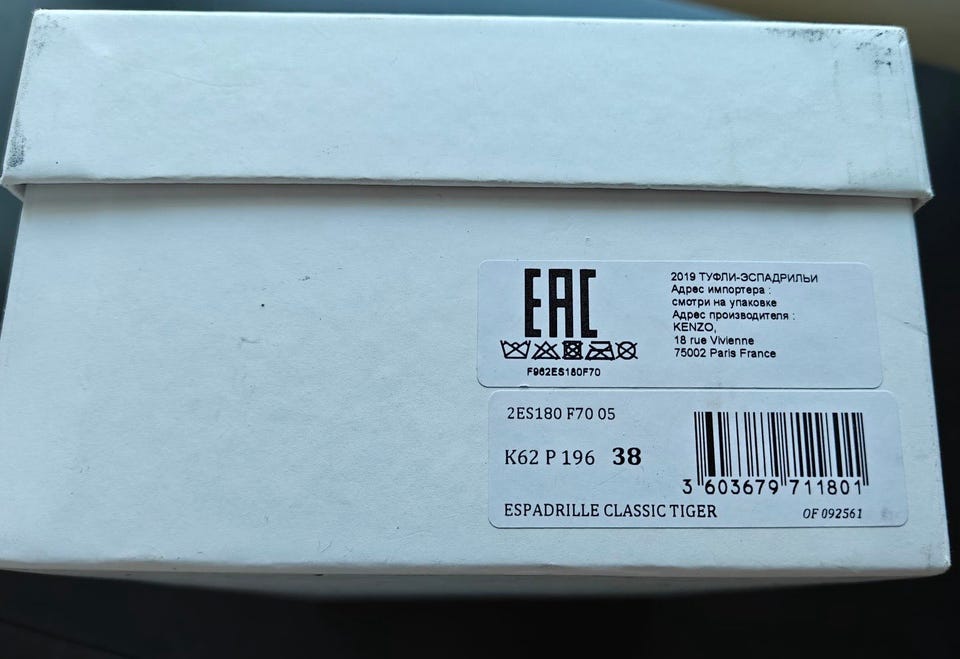 EAC
F962ES180F70
2019 ТУФЛИ-ЭСПАДРИЛЬИ
Адрес импортера :
смотри на упаковке
Адрес производителя :
KENZO,
18 rue Vivienne
75002 Paris France
2ES180 F70 05
K62 P 196 38
3 603679 711801
ESPADRILLE CLASSIC TIGER
OF 092561